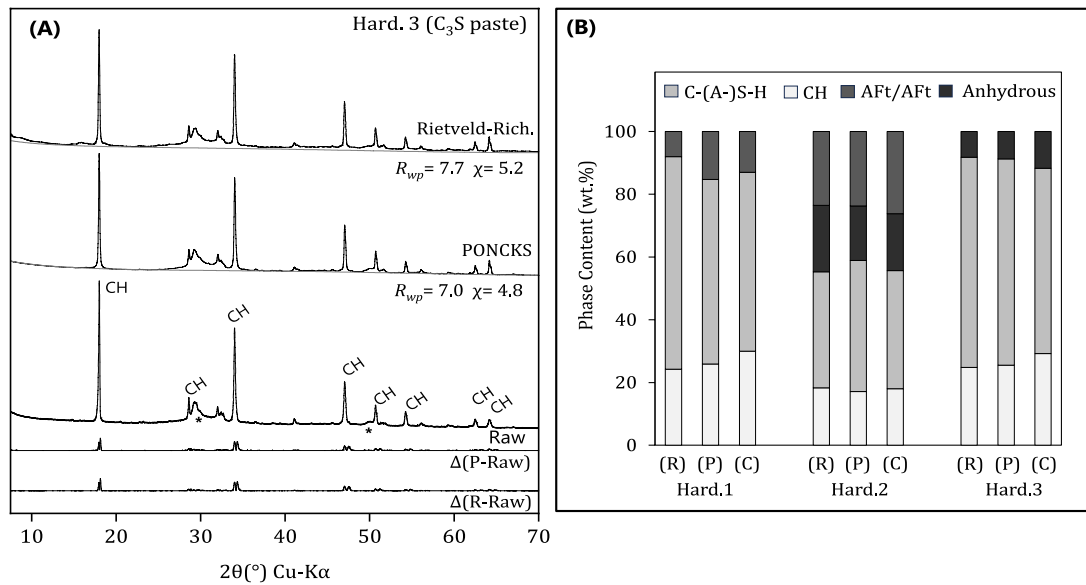 (A)
Hard. 3 (C₃S paste)
Rietveld-Rich.
R_wp = 7.7 χ= 5.2
PONCKS
R_wp = 7.0 χ= 4.8
CH
CH
CH
CH
CH
CH
CH
CH
*
*
Raw
Δ(P-Raw)
Δ(R-Raw)
10 20 30 40 50 60 70
2θ(°) Cu-Kα
(B)
C-(A-)S-H CH AFt/AFt Anhydrous
Phase Content (wt.%)
100
80
60
40
20
0
(R) (P) (C) (R) (P) (C) (R) (P) (C)
Hard.1 Hard.2 Hard.3